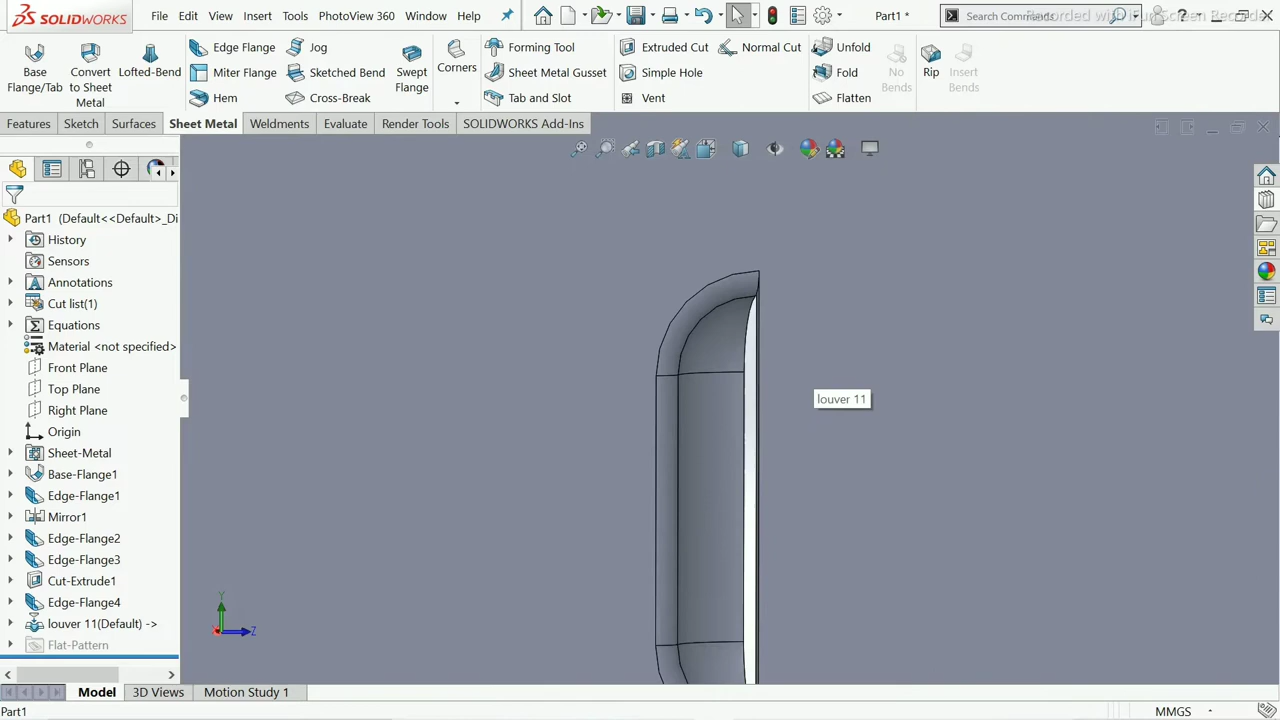 SOLIDWORKS
File Edit View Insert Tools PhotoView 360 Window Help
Part1 *
Search Commands
Recorded with iTop Screen Recorder
Base Flange/Tab
Convert to Sheet Metal
Lofted-Bend
Edge Flange
Miter Flange
Hem
Jog
Sketched Bend
Cross-Break
Swept Flange
Corners
Forming Tool
Sheet Metal Gusset
Tab and Slot
Extruded Cut
Simple Hole
Vent
Normal Cut
Unfold
Fold
Flatten
No Bends
Rip
Insert Bends
Features Sketch Surfaces Sheet Metal Weldments Evaluate Render Tools SOLIDWORKS Add-Ins
Part1 (Default<<Default>_Di
History
Sensors
Annotations
Cut list(1)
Equations
Material <not specified>
Front Plane
Top Plane
Right Plane
Origin
Sheet-Metal
Base-Flange1
Edge-Flange1
Mirror1
Edge-Flange2
Edge-Flange3
Cut-Extrude1
Edge-Flange4
louver 11(Default) ->
Flat-Pattern
louver 11
Y
Z
Model 3D Views Motion Study 1
Part1
MMGS